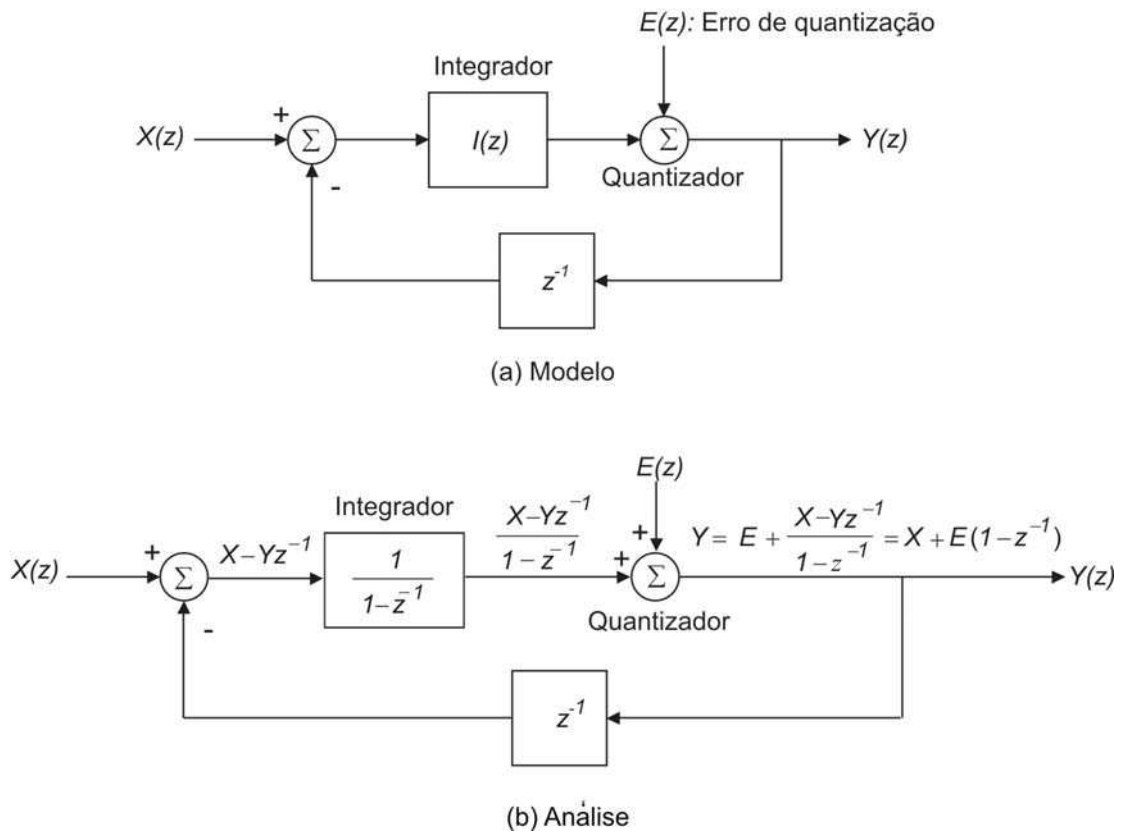 E(z): Erro de quantização
Integrador
X(z)
+
Σ
-
I(z)
Σ
Quantizador
Y(z)
z⁻¹
(a) Modelo
E(z)
Integrador
X(z)
+
Σ
-
X–Yz⁻¹
1/(1–z⁻¹)
(X–Yz⁻¹)/(1–z⁻¹)
+
+
Σ
Quantizador
Y = E + (X–Yz⁻¹)/(1–z⁻¹) = X + E(1–z⁻¹)
Y(z)
z⁻¹
(b) Análise